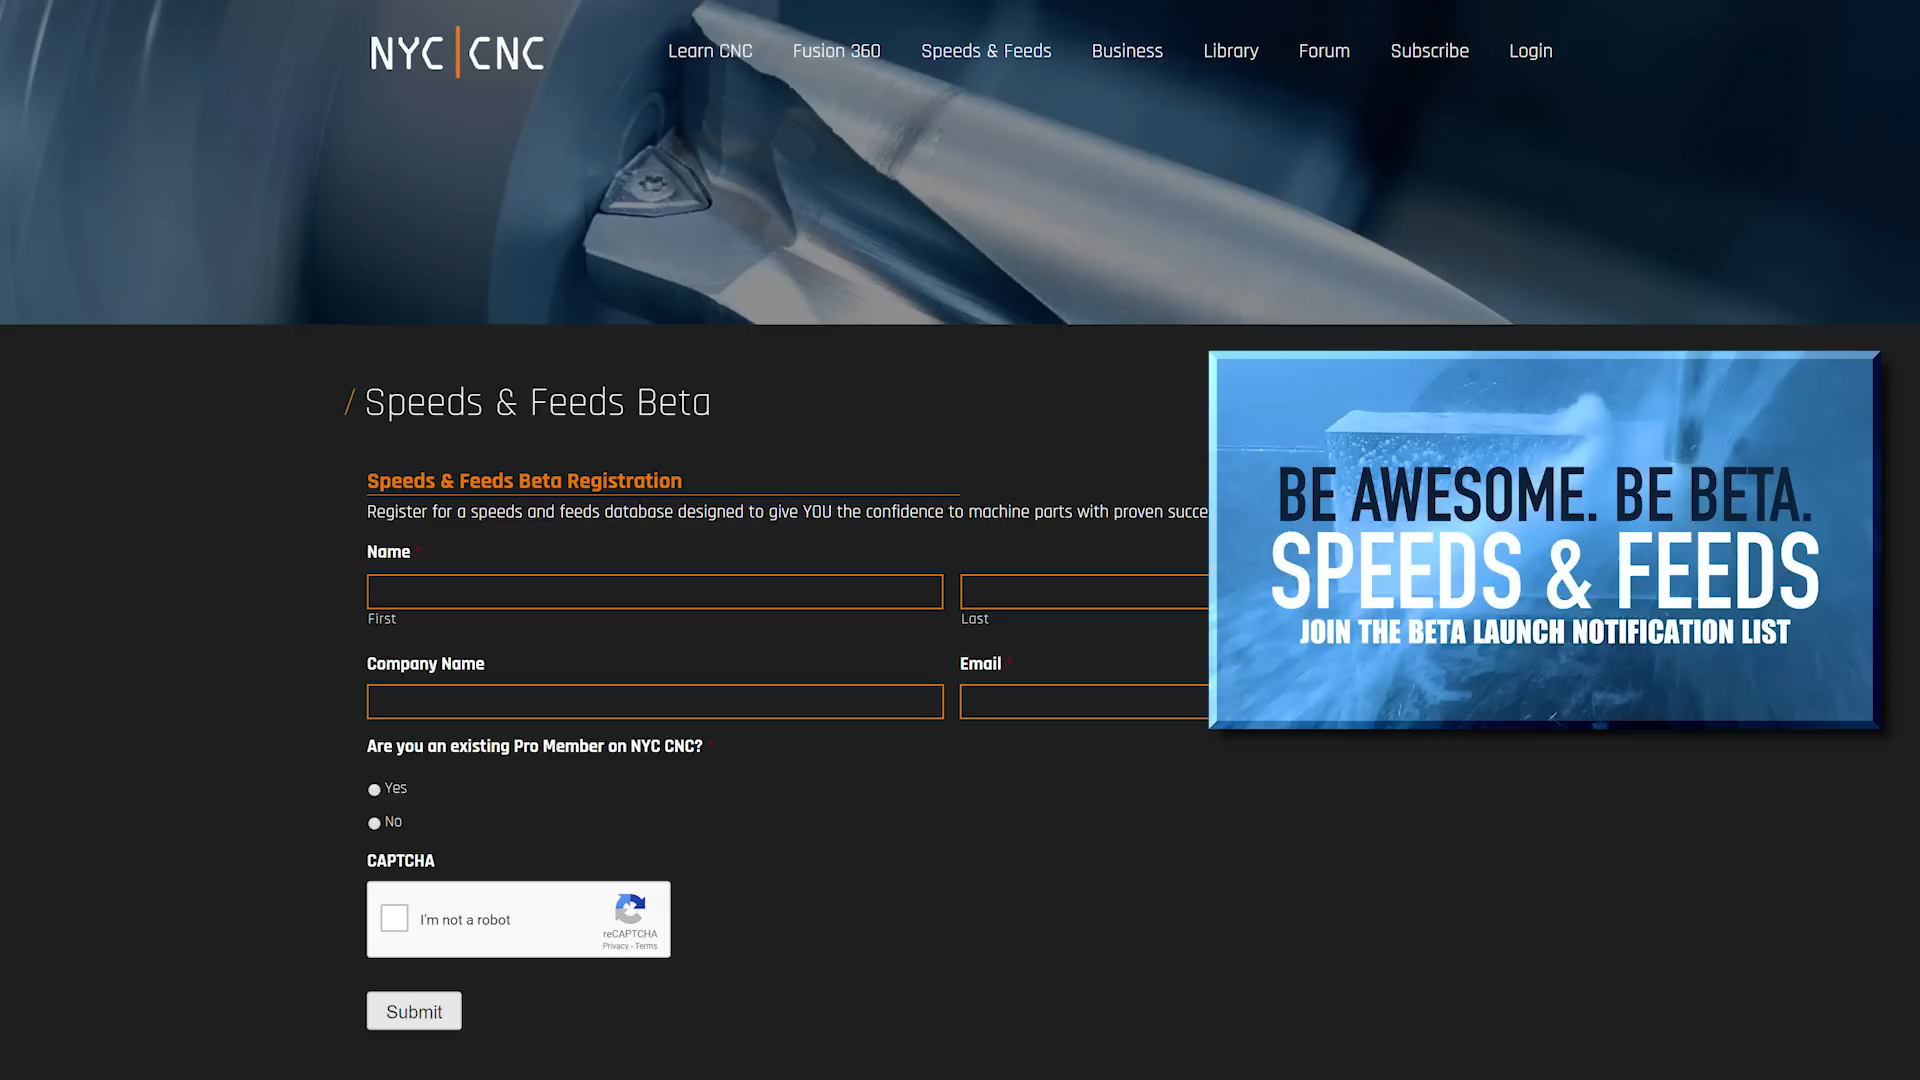 NYC|CNC
Learn CNC Fusion 360 Speeds & Feeds Business Library Forum Subscribe Login
/ Speeds & Feeds Beta
Speeds & Feeds Beta Registration
Register for a speeds and feeds database designed to give YOU the confidence to machine parts with proven succe
Name *
First
Last
Company Name
Email *
Are you an existing Pro Member on NYC CNC? *
Yes
No
CAPTCHA
I'm not a robot
reCAPTCHA
Privacy - Terms
Submit
BE AWESOME. BE BETA.
SPEEDS & FEEDS
JOIN THE BETA LAUNCH NOTIFICATION LIST